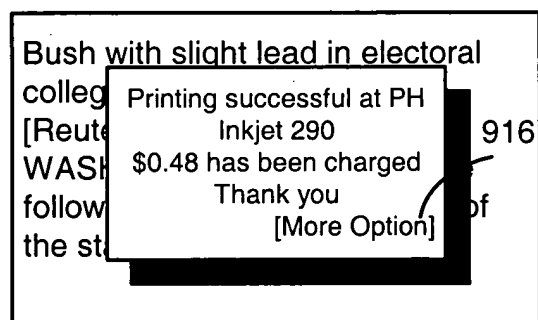 Bush with slight lead in electoral
colleg
[Reute
WASH
follow of
the sta
Printing successful at PH
Inkjet 290
$0.48 has been charged
Thank you
[More Option]
916